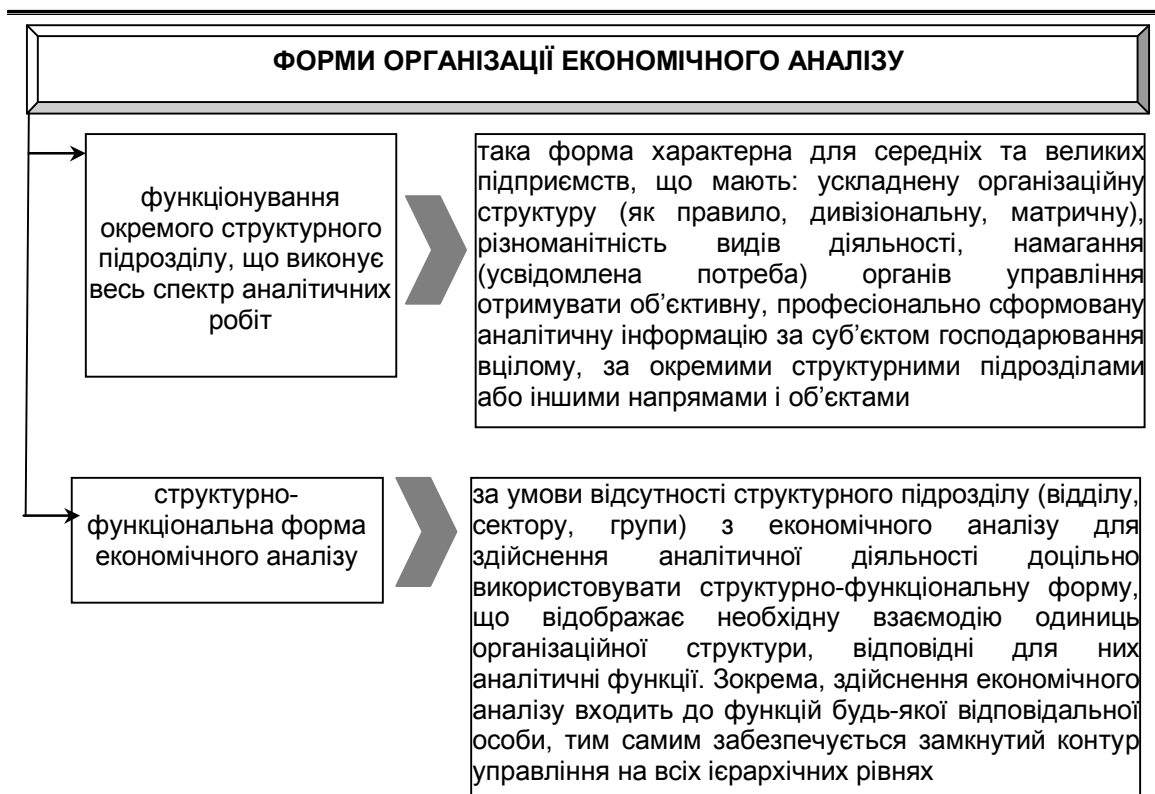 ФОРМИ ОРГАНІЗАЦІЇ ЕКОНОМІЧНОГО АНАЛІЗУ
функціонування
окремого структурного
підрозділу, що виконує
весь спектр аналітичних
робіт
така форма характерна для середніх та великих
підприємств, що мають: ускладнену організаційну
структуру (як правило, дивізіональну, матричну),
різноманітність видів діяльності, намагання
(усвідомлена потреба) органів управління
отримувати об’єктивну, професіонально сформовану
аналітичну інформацію за суб’єктом господарювання
вцілому, за окремими структурними підрозділами
або іншими напрямами і об’єктами
структурно-
функціональна форма
економічного аналізу
за умови відсутності структурного підрозділу (відділу,
сектору, групи) з економічного аналізу для
здійснення аналітичної діяльності доцільно
використовувати структурно-функціональну форму,
що відображає необхідну взаємодію одиниць
організаційної структури, відповідні для них
аналітичні функції. Зокрема, здійснення економічного
аналізу входить до функцій будь-якої відповідальної
особи, тим самим забезпечується замкнутий контур
управління на всіх ієрархічних рівнях